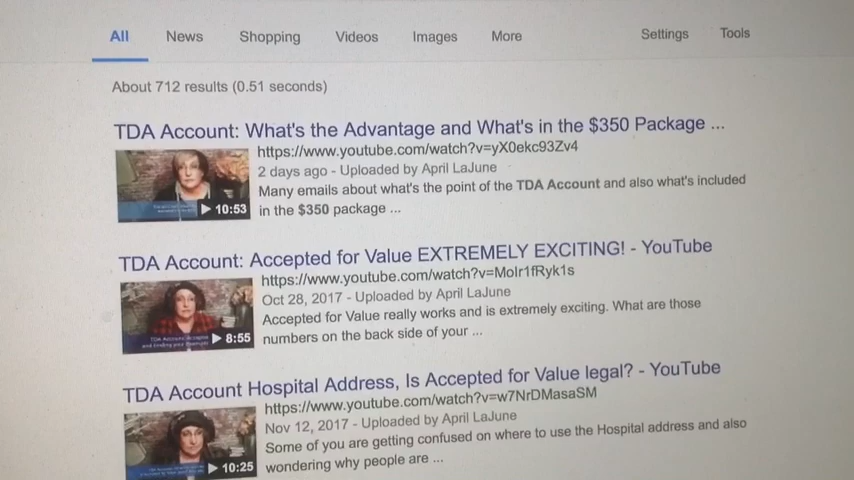 All News Shopping Videos Images More Settings Tools
About 712 results (0.51 seconds)
TDA Account: What's the Advantage and What's in the $350 Package ...
https://www.youtube.com/watch?v=yX0ekc93Zv4
2 days ago - Uploaded by April LaJune
Many emails about what's the point of the TDA Account and also what's included
in the $350 package ...
10:53
TDA Account: Accepted for Value EXTREMELY EXCITING! - YouTube
https://www.youtube.com/watch?v=MoIr1fRyk1s
Oct 28, 2017 - Uploaded by April LaJune
Accepted for Value really works and is extremely exciting. What are those
numbers on the back side of your ...
8:55
TDA Account Hospital Address, Is Accepted for Value legal? - YouTube
https://www.youtube.com/watch?v=w7NrDMasaSM
Nov 12, 2017 - Uploaded by April LaJune
Some of you are getting confused on where to use the Hospital address and also
wondering why people are ...
10:25